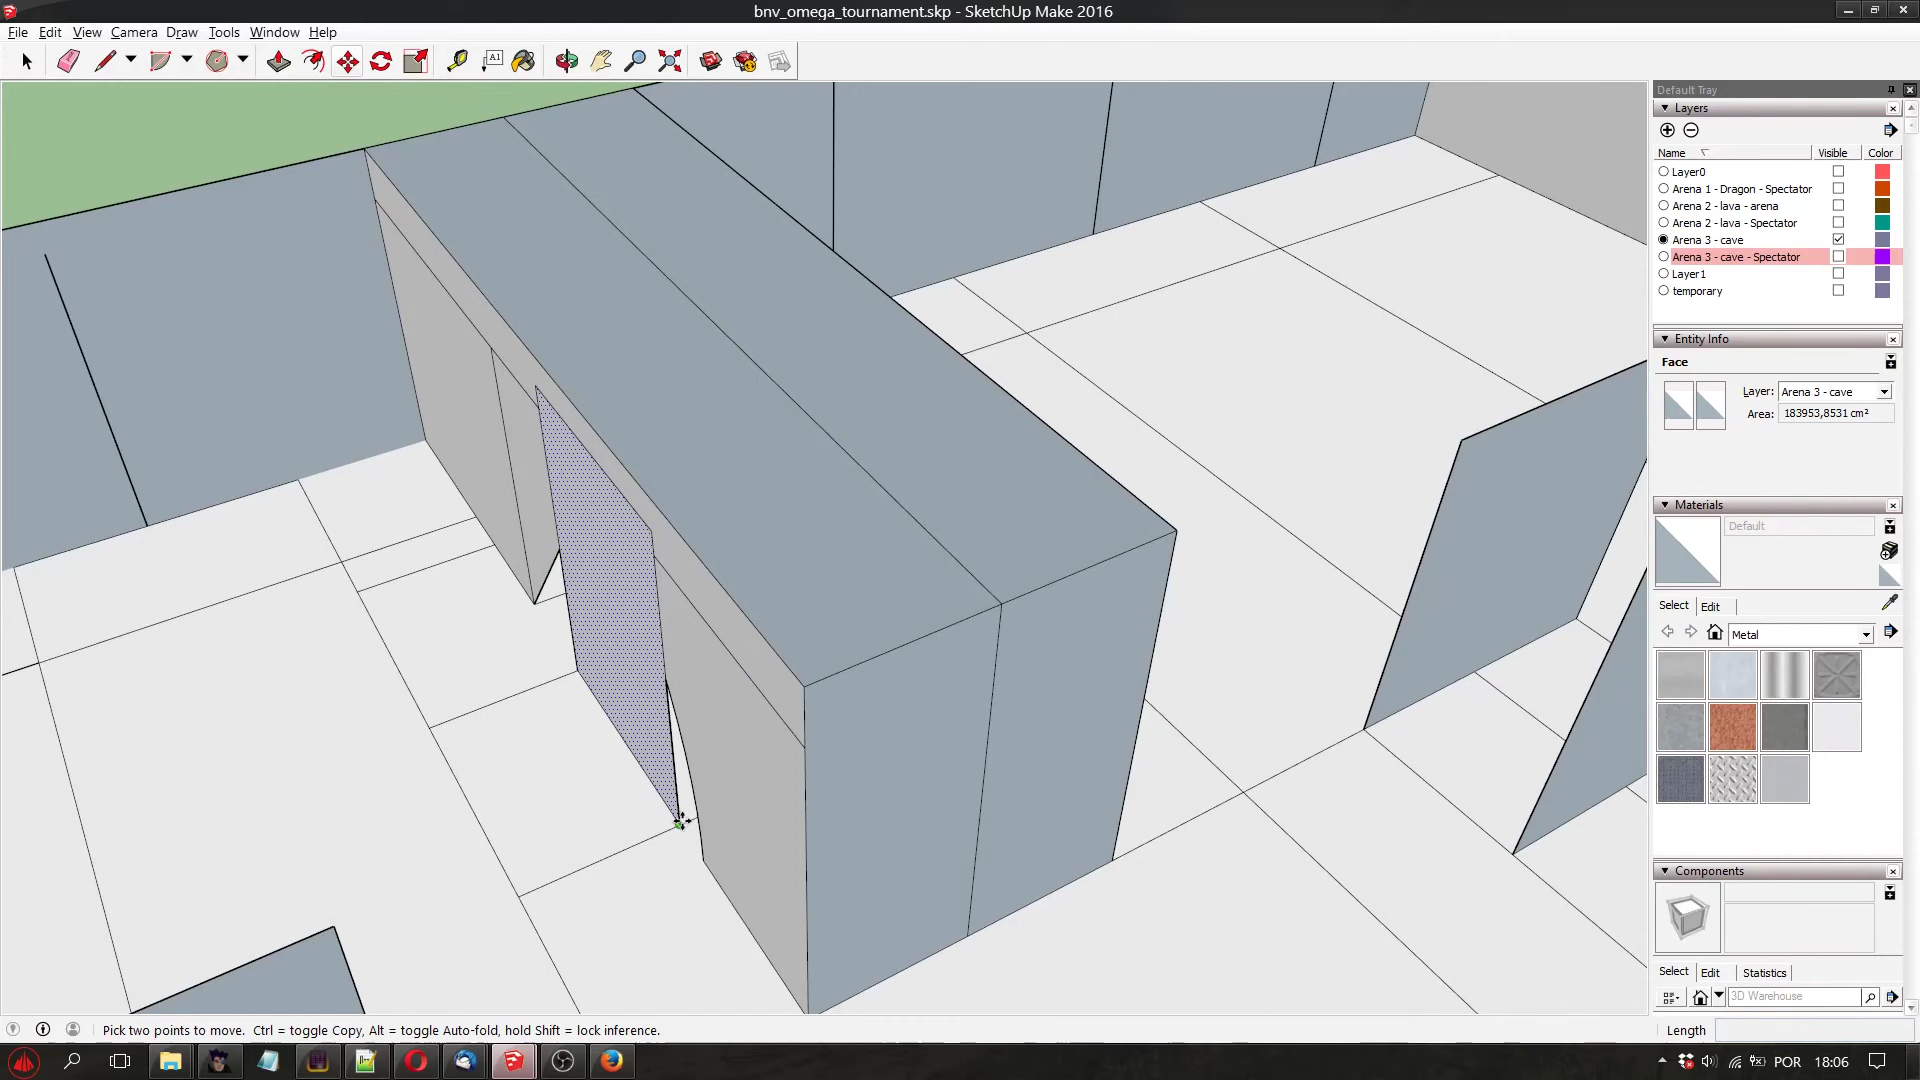 bnv_omega_tournament.skp - SketchUp Make 2016
File Edit View Camera Draw Tools Window Help
A1
Default Tray
Layers
Name Visible Color
Layer0
Arena 1 - Dragon - Spectator
Arena 2 - lava - arena
Arena 2 - lava - Spectator
Arena 3 - cave
Arena 3 - cave - Spectator
Layer1
temporary
Entity Info
Face
Layer: Arena 3 - cave
Area: 183953,8531 cm²
Materials
Default
Select Edit
Metal
Components
Select Edit Statistics
3D Warehouse
Pick two points to move. Ctrl = toggle Copy, Alt = toggle Auto-fold, hold Shift = lock inference.
Length
POR 18:06